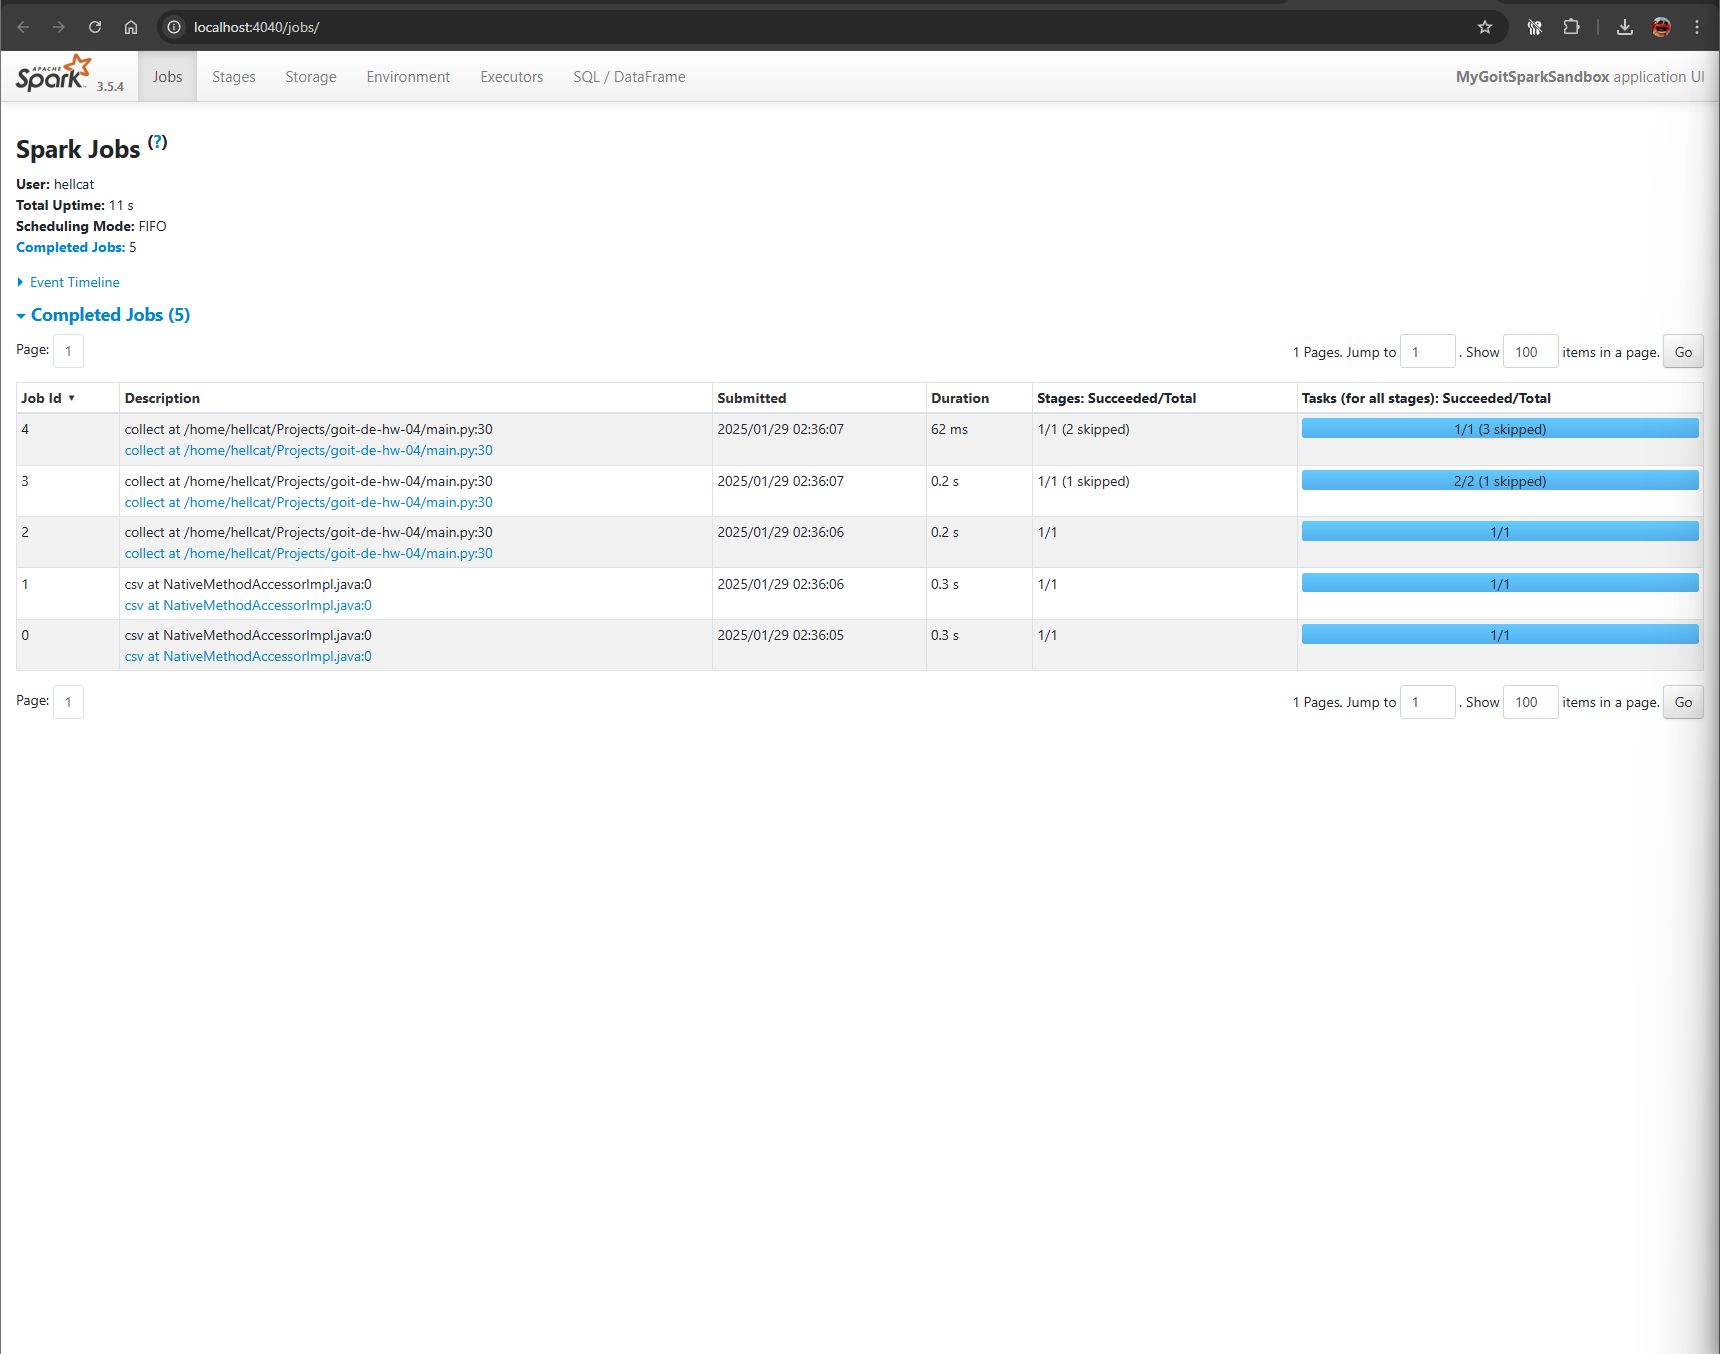 localhost:4040/jobs/
APACHE Spark 3.5.4 Jobs Stages Storage Environment Executors SQL / DataFrame MyGoitSparkSandbox application UI
Spark Jobs (?)
User: hellcat
Total Uptime: 11 s
Scheduling Mode: FIFO
Completed Jobs: 5
Event Timeline
Completed Jobs (5)
Page: 1 1 Pages. Jump to 1 . Show 100 items in a page. Go
Job Id ▾ Description Submitted Duration Stages: Succeeded/Total Tasks (for all stages): Succeeded/Total
4 collect at /home/hellcat/Projects/goit-de-hw-04/main.py:30 2025/01/29 02:36:07 62 ms 1/1 (2 skipped) 1/1 (3 skipped)
collect at /home/hellcat/Projects/goit-de-hw-04/main.py:30
3 collect at /home/hellcat/Projects/goit-de-hw-04/main.py:30 2025/01/29 02:36:07 0.2 s 1/1 (1 skipped) 2/2 (1 skipped)
collect at /home/hellcat/Projects/goit-de-hw-04/main.py:30
2 collect at /home/hellcat/Projects/goit-de-hw-04/main.py:30 2025/01/29 02:36:06 0.2 s 1/1 1/1
collect at /home/hellcat/Projects/goit-de-hw-04/main.py:30
1 csv at NativeMethodAccessorImpl.java:0 2025/01/29 02:36:06 0.3 s 1/1 1/1
csv at NativeMethodAccessorImpl.java:0
0 csv at NativeMethodAccessorImpl.java:0 2025/01/29 02:36:05 0.3 s 1/1 1/1
csv at NativeMethodAccessorImpl.java:0
Page: 1 1 Pages. Jump to 1 . Show 100 items in a page. Go